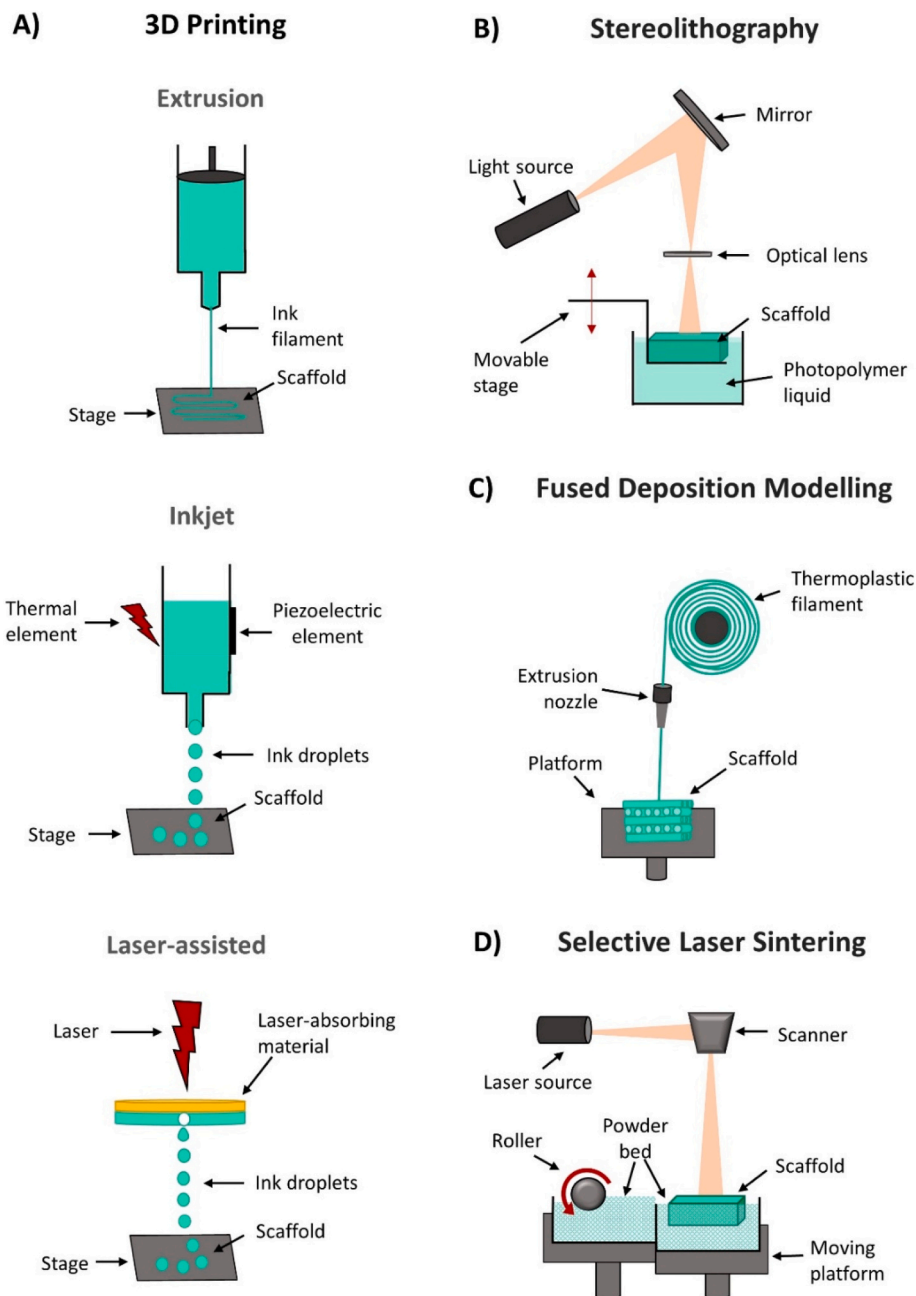 A)
3D Printing
Extrusion
Ink
filament
Scaffold
Stage
Inkjet
Thermal
element
Piezoelectric
element
Ink droplets
Scaffold
Stage
Laser-assisted
Laser
Laser-absorbing
material
Ink droplets
Scaffold
Stage
B)
Stereolithography
Mirror
Light source
Optical lens
Scaffold
Movable
stage
Photopolymer
liquid
C)
Fused Deposition Modelling
Thermoplastic
filament
Extrusion
nozzle
Platform
Scaffold
D)
Selective Laser Sintering
Scanner
Laser source
Roller
Powder
bed
Scaffold
Moving
platform